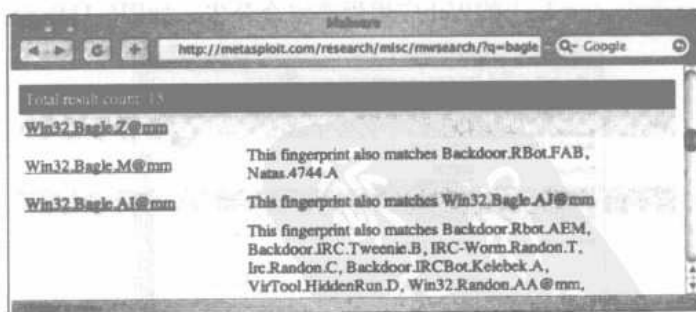 Malware
http://metasploit.com/research/misc/mwsearch/?q=bagle
Google
Total result count: 15
Win32.Bagle.Z@mm
Win32.Bagle.M@mm
This fingerprint also matches Backdoor.RBot.FAB,
Natas.4744.A
Win32.Bagle.AI@mm
This fingerprint also matches Win32.Bagle.AJ@mm
This fingerprint also matches Backdoor.Rbot.AEM,
Backdoor.IRC.Tweenie.B, IRC-Worm.Randon.T,
Irc.Randon.C, Backdoor.IRCBot.Kelebek.A,
VirTool.HiddenRun.D, Win32.Randon.AA@mm,